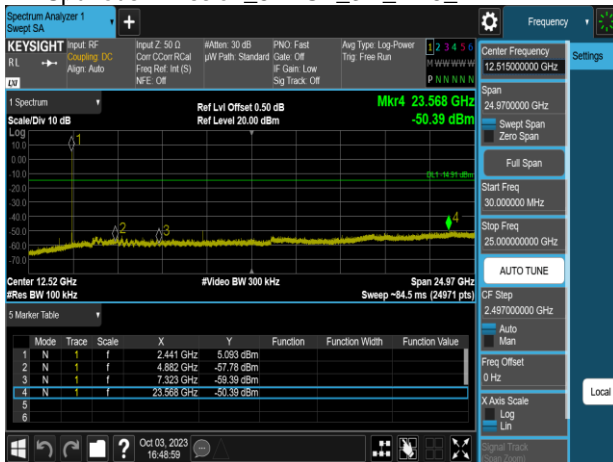 Spectrum Analyzer 1
Swept SA
+
Frequency
KEYSIGHT
RL
LXI
Input: RF
Coupling: DC
Align: Auto
Input Z: 50 Ω
Corr CCorr RCal
Freq Ref: Int (S)
NFE: Off
#Atten: 30 dB
µW Path: Standard
PNO: Fast
Gate: Off
IF Gain: Low
Sig Track: Off
Avg Type: Log-Power
Trig: Free Run
1 2 3 4 5 6
M W W W W W
P N N N N N
1 Spectrum
Scale/Div 10 dB
Ref Lvl Offset 0.50 dB
Ref Level 20.00 dBm
Mkr4 23.568 GHz
-50.39 dBm
Log
10.0
0.00
-10.0
-20.0
-30.0
-40.0
-50.0
-60.0
-70.0
1
2
3
4
DL1 -14.91 dBm
Center 12.52 GHz
#Res BW 100 kHz
#Video BW 300 kHz
Span 24.97 GHz
Sweep ~84.5 ms (24971 pts)
5 Marker Table
Mode Trace Scale X Y Function Function Width Function Value
1 N 1 f 2.441 GHz 5.093 dBm
2 N 1 f 4.882 GHz -57.78 dBm
3 N 1 f 7.323 GHz -59.39 dBm
4 N 1 f 23.568 GHz -50.39 dBm
5
6
Center Frequency
12.515000000 GHz
Settings
Span
24.9700000 GHz
Swept Span
Zero Span
Full Span
Start Freq
30.000000 MHz
Stop Freq
25.000000000 GHz
AUTO TUNE
CF Step
2.497000000 GHz
Auto
Man
Freq Offset
0 Hz
X Axis Scale
Log
Lin
Local
Signal Track
(Span Zoom)
?
Oct 03, 2023
16:48:59